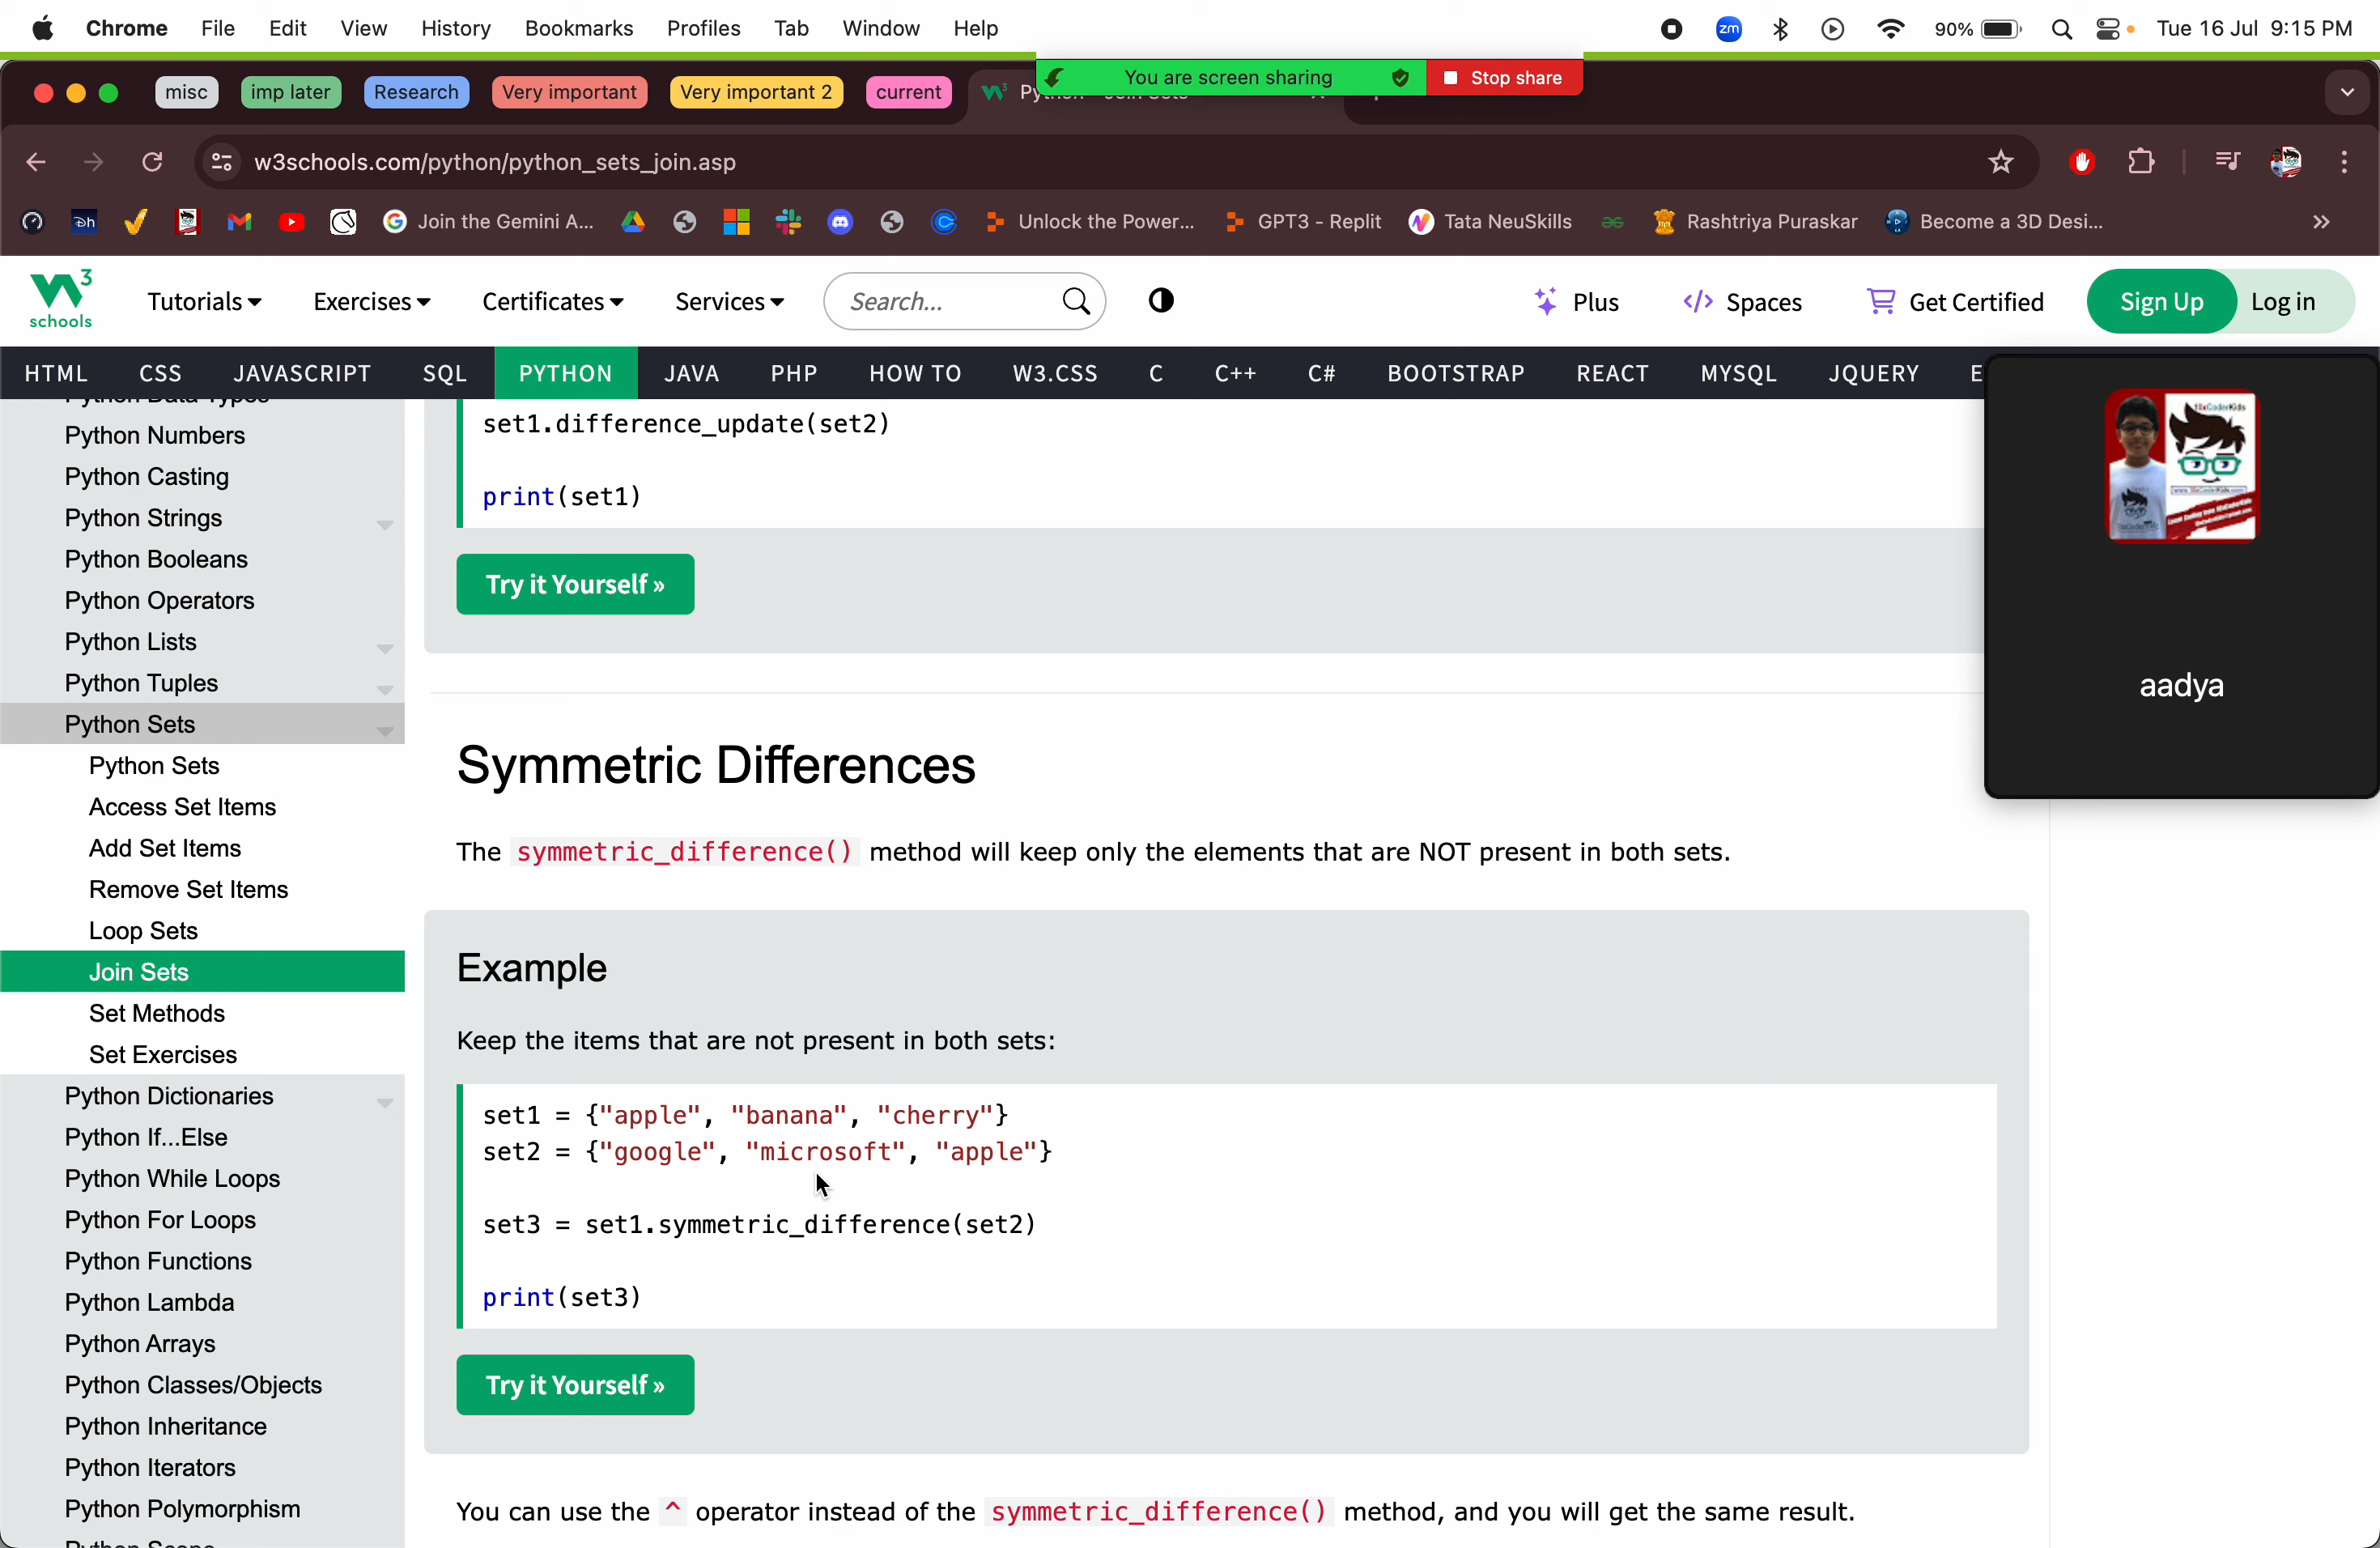 Chrome File Edit View History Bookmarks Profiles Tab Window Help zm 90% Tue 16 Jul 9:15 PM
misc imp later Research Very important Very important 2 current You are screen sharing Stop share
w3schools.com/python/python_sets_join.asp
Dh Join the Gemini A... Unlock the Power... GPT3 - Replit Tata NeuSkills Rashtriya Puraskar Become a 3D Desi...
W3 schools Tutorials Exercises Certificates Services Search... Plus Spaces Get Certified Sign Up Log in
HTML CSS JAVASCRIPT SQL PYTHON JAVA PHP HOW TO W3.CSS C C++ C# BOOTSTRAP REACT MYSQL JQUERY E
Python Data Types
Python Numbers
Python Casting
Python Strings
Python Booleans
Python Operators
Python Lists
Python Tuples
Python Sets
Python Sets
Access Set Items
Add Set Items
Remove Set Items
Loop Sets
Join Sets
Set Methods
Set Exercises
Python Dictionaries
Python If...Else
Python While Loops
Python For Loops
Python Functions
Python Lambda
Python Arrays
Python Classes/Objects
Python Inheritance
Python Iterators
Python Polymorphism
set1.difference_update(set2)
print(set1)
Try it Yourself »
Symmetric Differences
The symmetric_difference() method will keep only the elements that are NOT present in both sets.
Example
Keep the items that are not present in both sets:
set1 = {"apple", "banana", "cherry"}
set2 = {"google", "microsoft", "apple"}
set3 = set1.symmetric_difference(set2)
print(set3)
Try it Yourself »
You can use the ^ operator instead of the symmetric_difference() method, and you will get the same result.
aadya